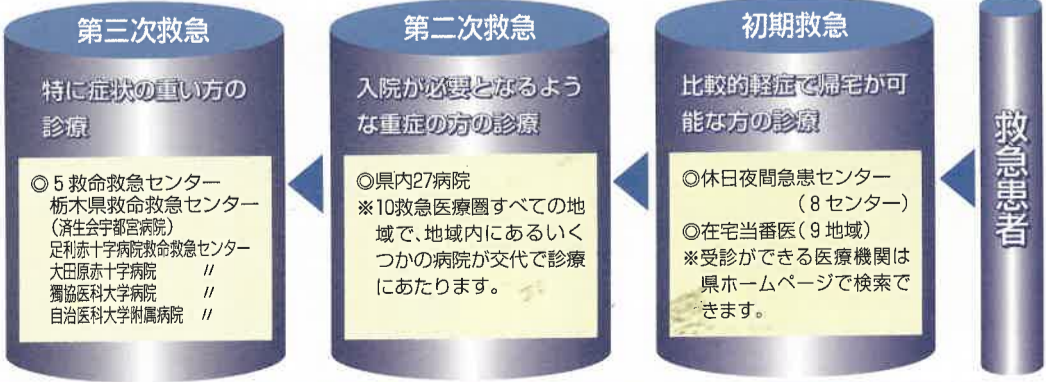 救急患者
初期救急
比較的軽症で帰宅が可
能な方の診療
◎休日夜間急患センター
(8センター)
◎在宅当番医(9地域)
※受診ができる医療機関は
県ホームページで検索で
きます。
第二次救急
入院が必要となるよう
な重症の方の診療
◎県内27病院
※10救急医療圏すべての地
域で、地域内にあるいく
つかの病院が交代で診療
にあたります。
第三次救急
特に症状の重い方の
診療
◎5救命救急センター
栃木県救命救急センター
(済生会宇都宮病院)
足利赤十字病院救命救急センター
大田原赤十字病院 〃
獨協医科大学病院 〃
自治医科大学附属病院 〃